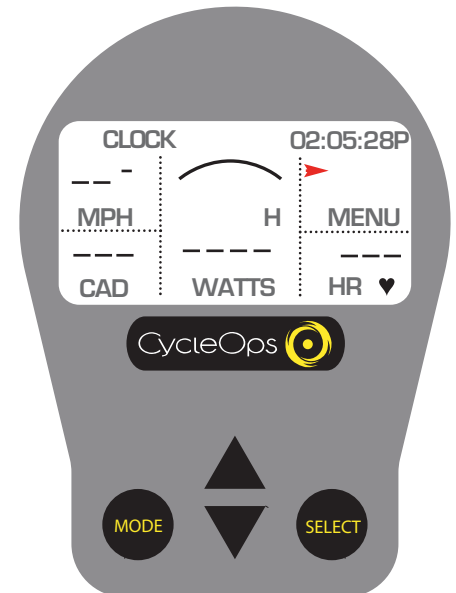 CLOCK 02:05:28P
MPH H MENU
CAD WATTS HR ♥
CycleOps
MODE SELECT